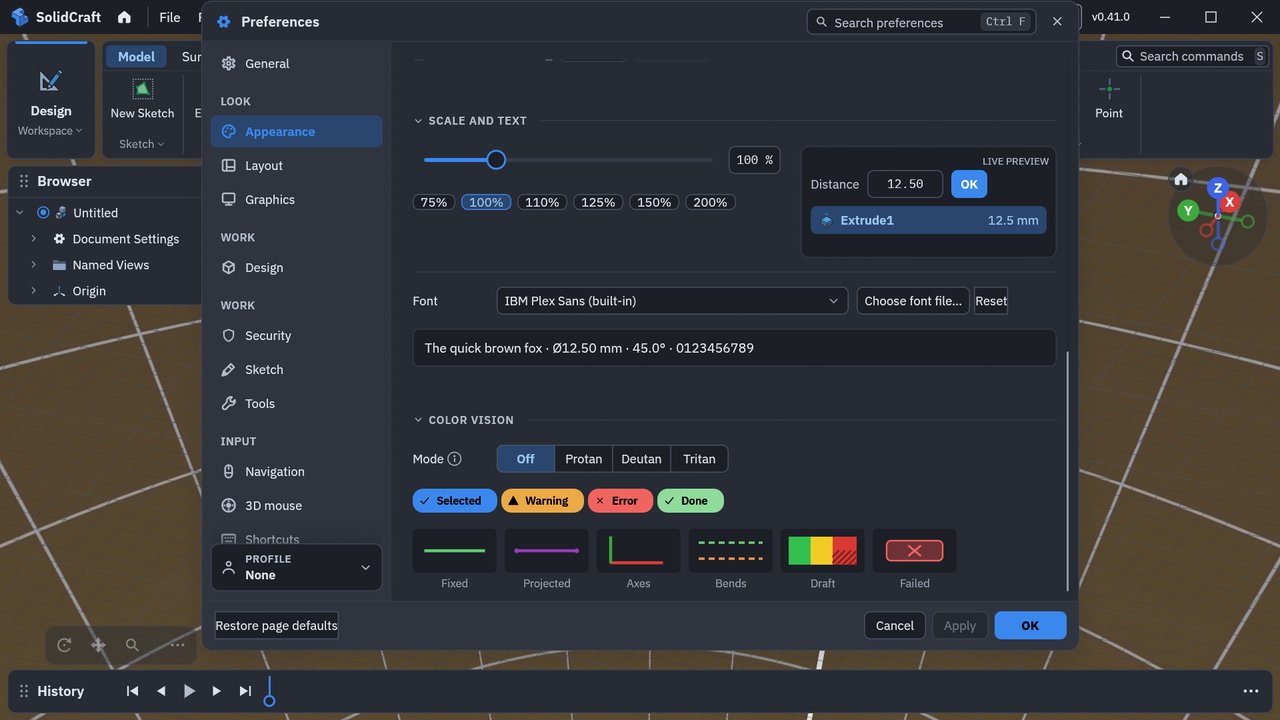 SolidCraft
File
Preferences
Search preferences
Ctrl F
v0.41.0
Model
Search commands
S
Design
Workspace
New Sketch
Sketch
Point
Browser
Untitled
Document Settings
Named Views
Origin
Z
X
Y
General
LOOK
Appearance
Layout
Graphics
WORK
Design
WORK
Security
Sketch
Tools
INPUT
Navigation
3D mouse
Shortcuts
PROFILE
None
SCALE AND TEXT
100 %
75%
100%
110%
125%
150%
200%
LIVE PREVIEW
Distance
12.50
OK
Extrude1
12.5 mm
Font
IBM Plex Sans (built-in)
Choose font file...
Reset
The quick brown fox · Ø12.50 mm · 45.0° · 0123456789
COLOR VISION
Mode
Off
Protan
Deutan
Tritan
Selected
Warning
Error
Done
Fixed
Projected
Axes
Bends
Draft
Failed
Restore page defaults
Cancel
Apply
OK
History